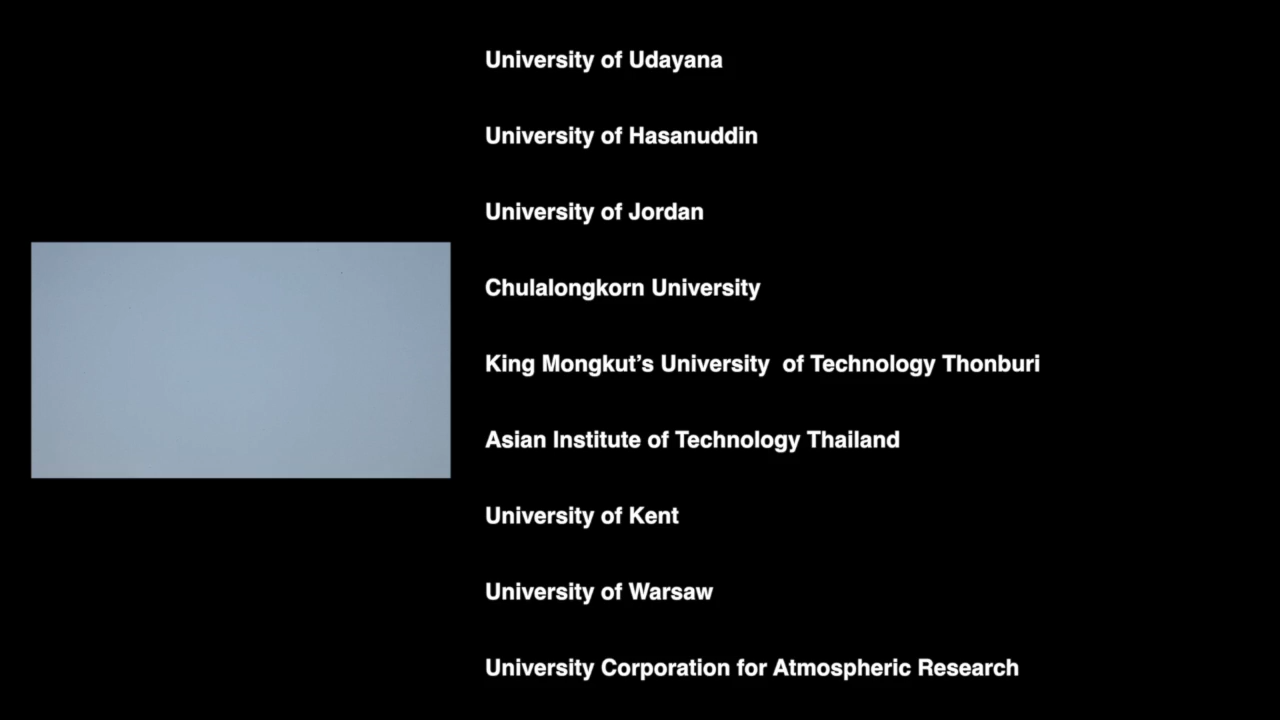 University of Udayana
University of Hasanuddin
University of Jordan
Chulalongkorn University
King Mongkut’s University  of Technology Thonburi
Asian Institute of Technology Thailand
University of Kent
University of Warsaw
University Corporation for Atmospheric Research